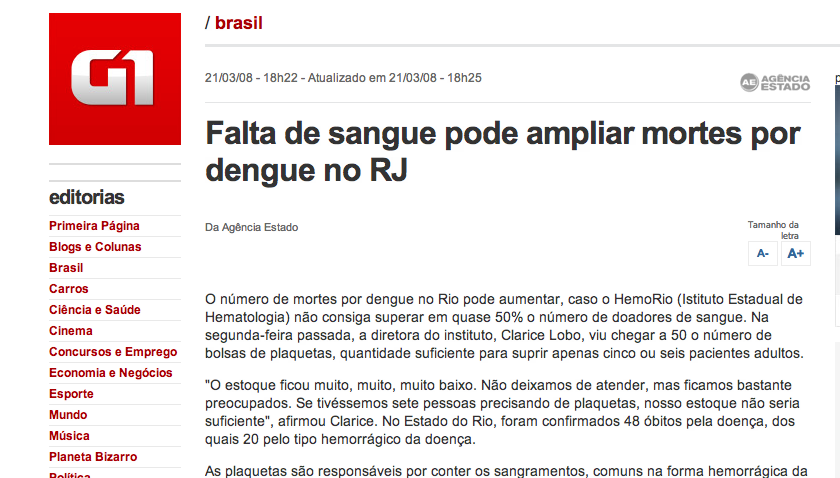 G1
/ brasil
21/03/08 - 18h22 - Atualizado em 21/03/08 - 18h25
AE AGÊNCIA
ESTADO
Falta de sangue pode ampliar mortes por
dengue no RJ
Da Agência Estado
Tamanho da
letra
A-
A+
O número de mortes por dengue no Rio pode aumentar, caso o HemoRio (Istituto Estadual de
Hematologia) não consiga superar em quase 50% o número de doadores de sangue. Na
segunda-feira passada, a diretora do instituto, Clarice Lobo, viu chegar a 50 o número de
bolsas de plaquetas, quantidade suficiente para suprir apenas cinco ou seis pacientes adultos.
"O estoque ficou muito, muito, muito baixo. Não deixamos de atender, mas ficamos bastante
preocupados. Se tivéssemos sete pessoas precisando de plaquetas, nosso estoque não seria
suficiente", afirmou Clarice. No Estado do Rio, foram confirmados 48 óbitos pela doença, dos
quais 20 pelo tipo hemorrágico da doença.
As plaquetas são responsáveis por conter os sangramentos, comuns na forma hemorrágica da
editorias
Primeira Página
Blogs e Colunas
Brasil
Carros
Ciência e Saúde
Cinema
Concursos e Emprego
Economia e Negócios
Esporte
Mundo
Música
Planeta Bizarro
Política